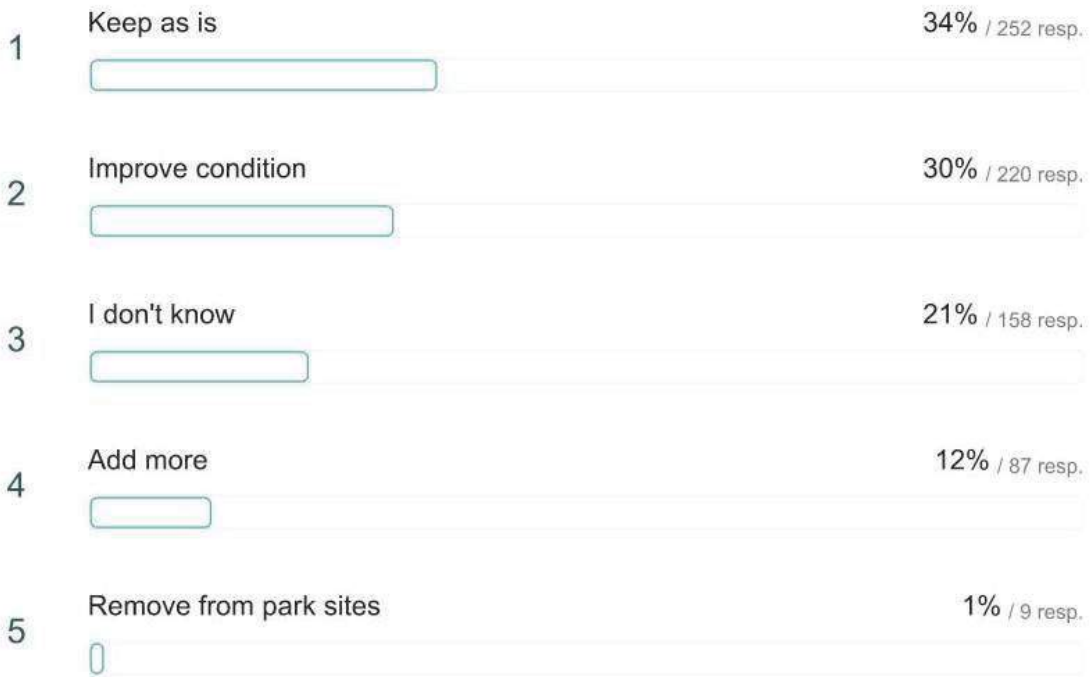 1 Keep as is 34% / 252 resp.
2 Improve condition 30% / 220 resp.
3 I don't know 21% / 158 resp.
4 Add more 12% / 87 resp.
5 Remove from park sites 1% / 9 resp.